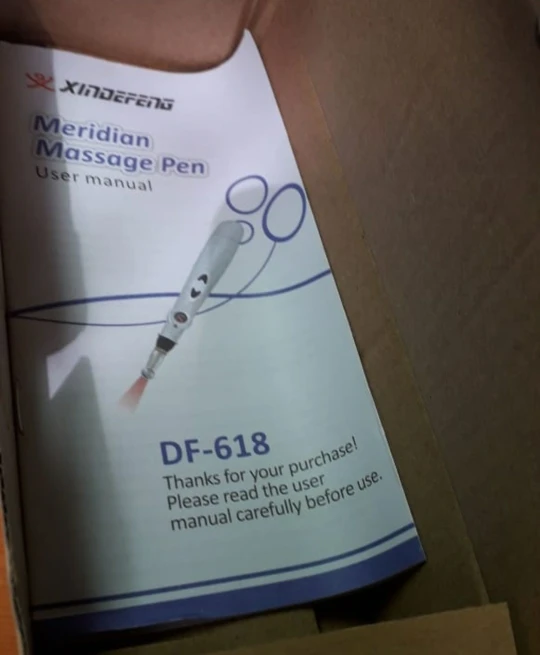 XINDEFENG
Meridian
Massage Pen
User manual
DF-618
Thanks for your purchase!
Please read the user
manual carefully before use.